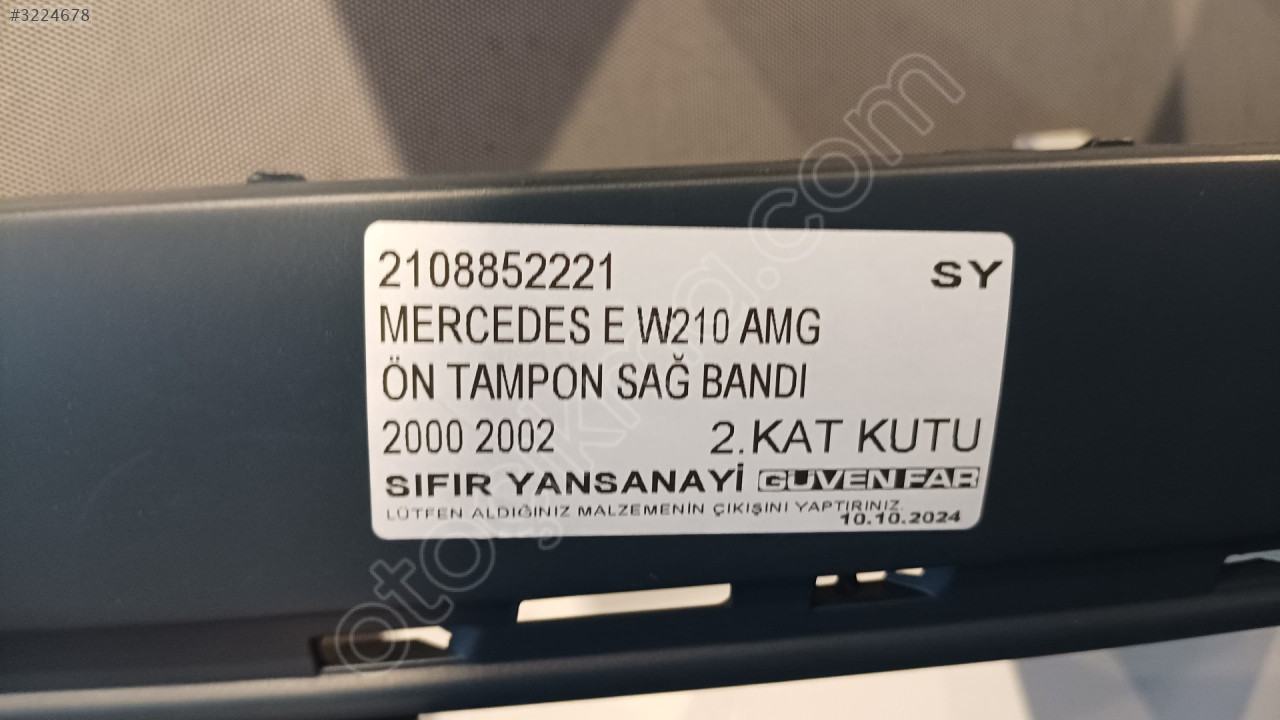 #3224678
2108852221 SY
MERCEDES E W210 AMG
ÖN TAMPON SAĞ BANDI
2000 2002 2.KAT KUTU
SIFIR YANSANAYİ GÜVEN FAR
LÜTFEN ALDIĞINIZ MALZEMENİN ÇIKIŞINI YAPTIRINIZ.
10.10.2024
otocikma.com